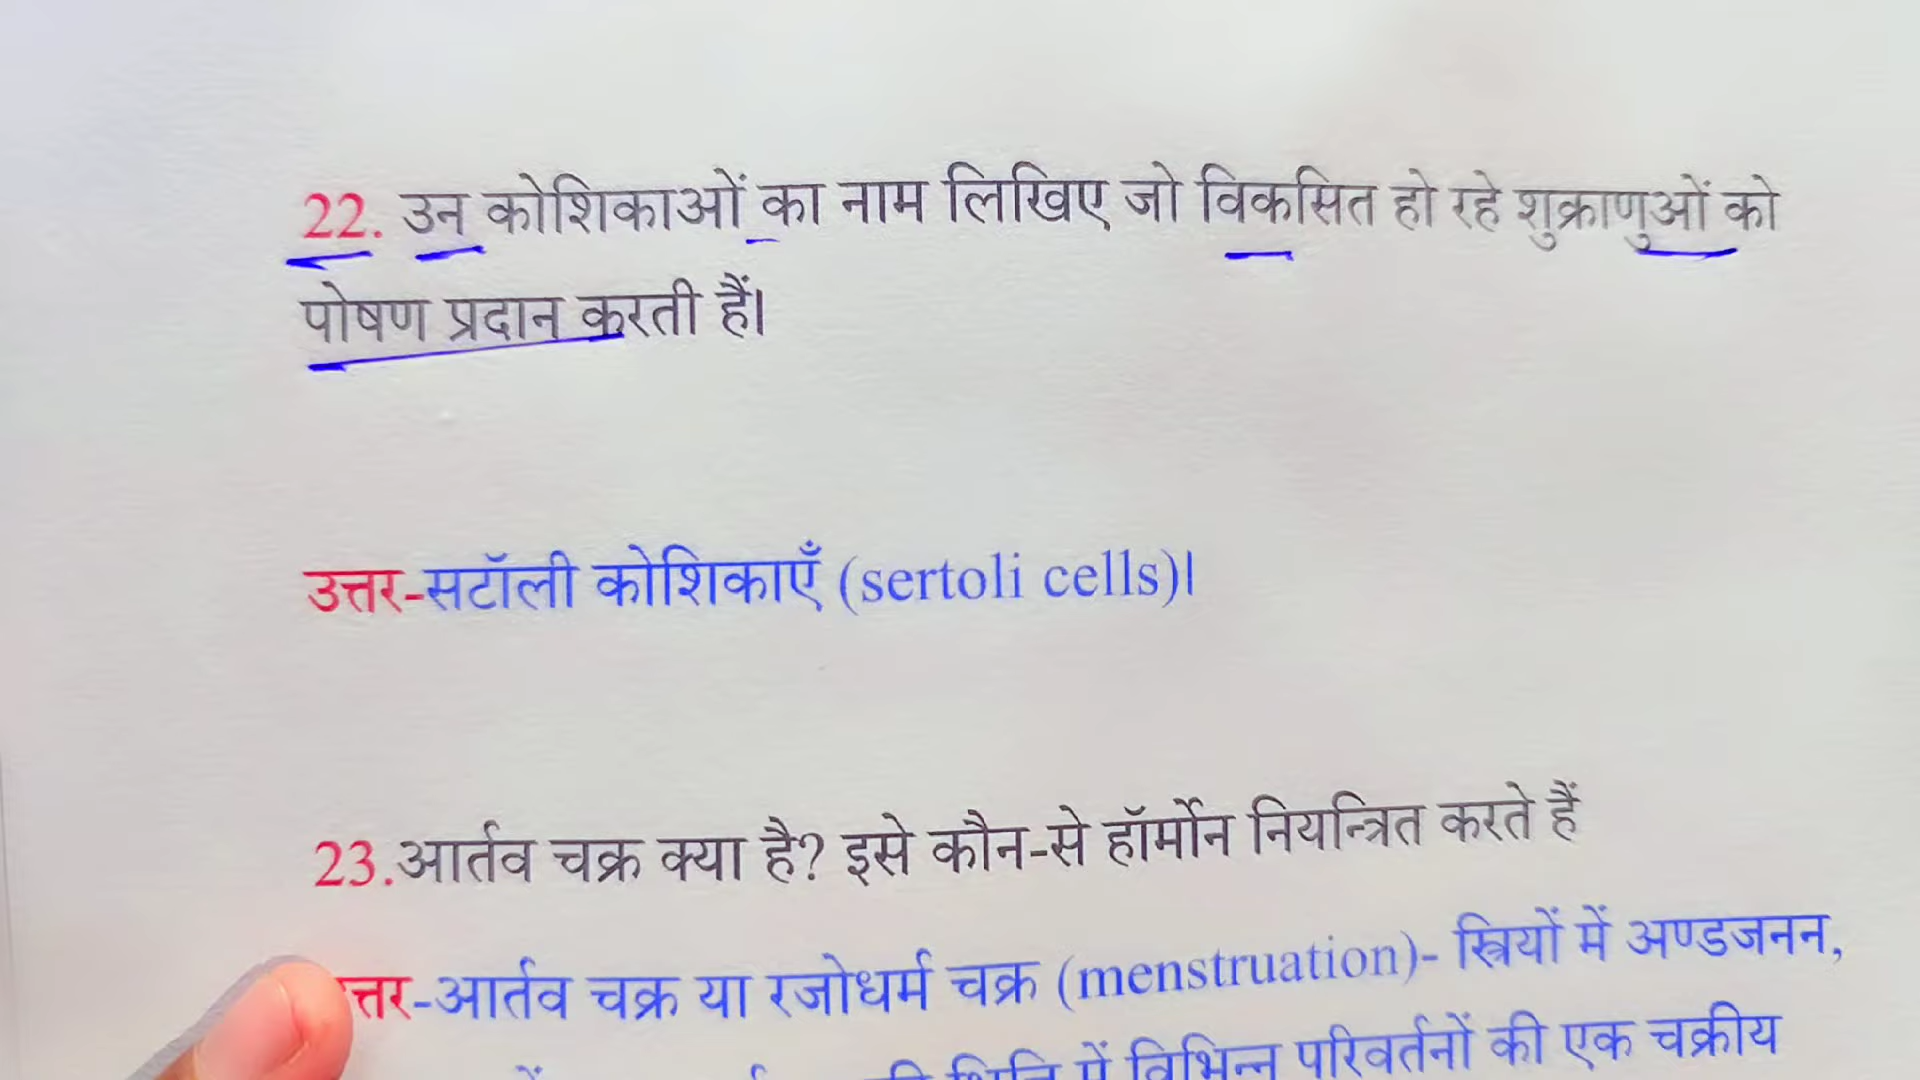 22. उन कोशिकाओं का नाम लिखिए जो विकसित हो रहे शुक्राणुओं को
पोषण प्रदान करती हैं।
उत्तर-सटॉली कोशिकाएँ (sertoli cells)।
23.आर्तव चक्र क्या है? इसे कौन-से हॉर्मोन नियन्त्रित करते हैं
त्तर-आर्तव चक्र या रजोधर्म चक्र (menstruation)- स्त्रियों में अण्डजनन,
में विभिन्न परिवर्तनों की एक चक्रीय